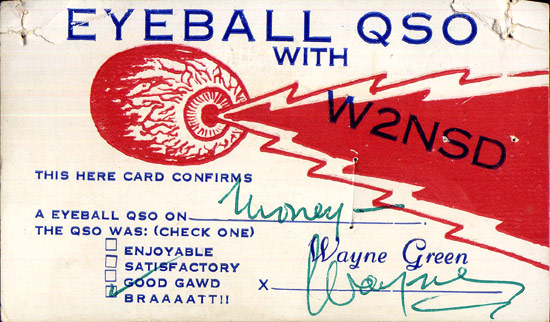 EYEBALL QSO
WITH
W2NSD
THIS HERE CARD CONFIRMS
Money
A EYEBALL QSO ON
THE QSO WAS: (CHECK ONE)
ENJOYABLE
SATISFACTORY
GOOD GAWD
BRAAAATT!!
Wayne Green
X Wayne